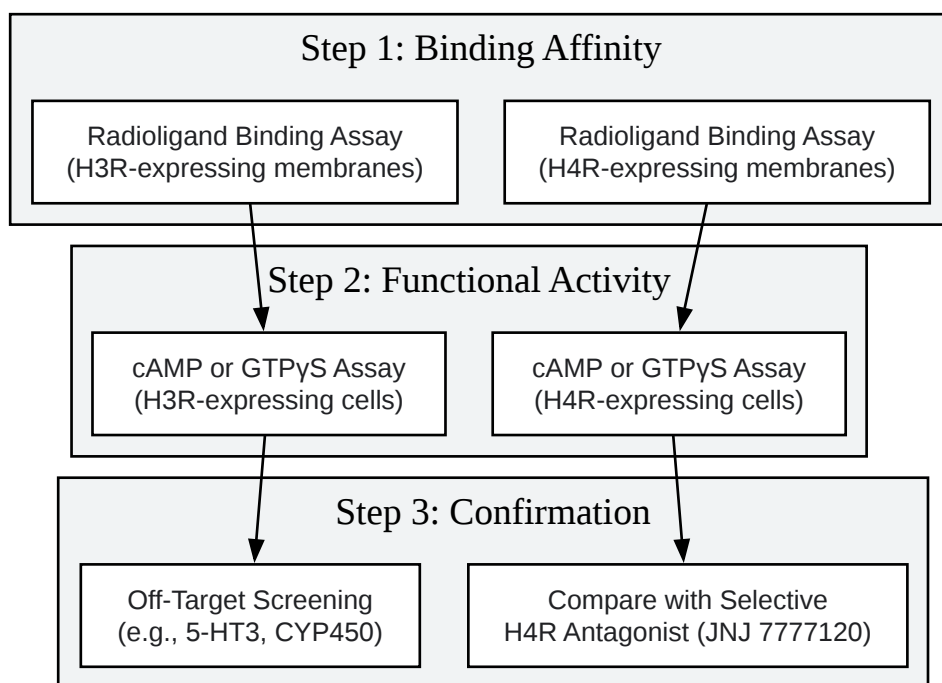 Step 1: Binding Affinity
Radioligand Binding Assay
(H3R-expressing membranes)
Radioligand Binding Assay
(H4R-expressing membranes)
Step 2: Functional Activity
cAMP or GTPγS Assay
(H3R-expressing cells)
cAMP or GTPγS Assay
(H4R-expressing cells)
Step 3: Confirmation
Off-Target Screening
(e.g., 5-HT3, CYP450)
Compare with Selective
H4R Antagonist (JNJ 7777120)